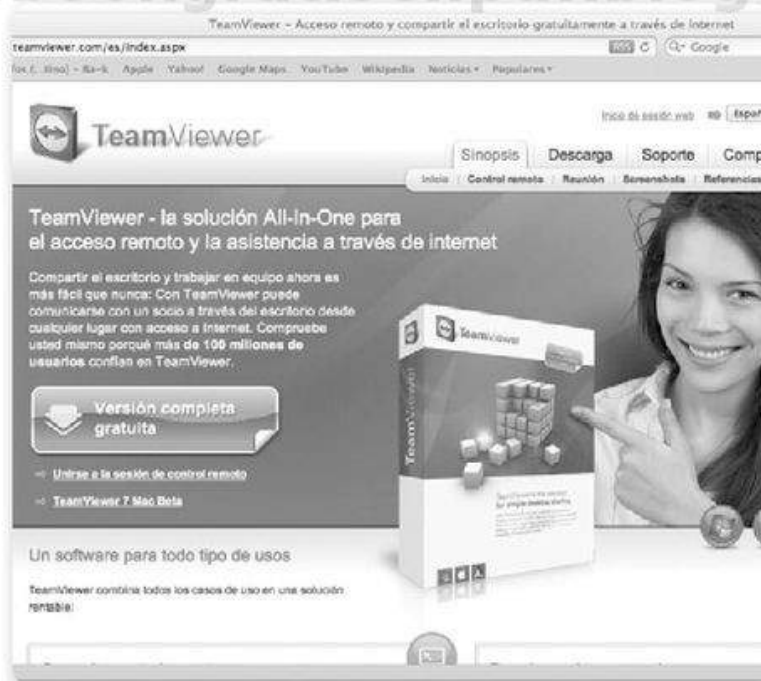 TeamViewer – Acceso remoto y compartir el escritorio gratuitamente a través de Internet
teamviewer.com/es/index.aspx
RSS
Google
Apple Yahoo! Google Maps YouTube Wikipedia Noticias Populares
Inicio de sesión web Españ
TeamViewer
Sinopsis Descarga Soporte Comp
Inicio Control remoto Reunión Screenshots Referencias
TeamViewer - la solución All-In-One para
el acceso remoto y la asistencia a través de internet
Compartir el escritorio y trabajar en equipo ahora es
más fácil que nunca: Con TeamViewer puede
comunicarse con un socio a través del escritorio desde
cualquier lugar con acceso a Internet. Compruebe
usted mismo porqué más de 100 millones de
usuarios confían en TeamViewer.
TeamViewer
TeamViewer
Versión completa
gratuita
Unirse a la sesión de control remoto
TeamViewer 7 Mac Beta
Un software para todo tipo de usos
TeamViewer combina todos los casos de uso en una solución
rentable: